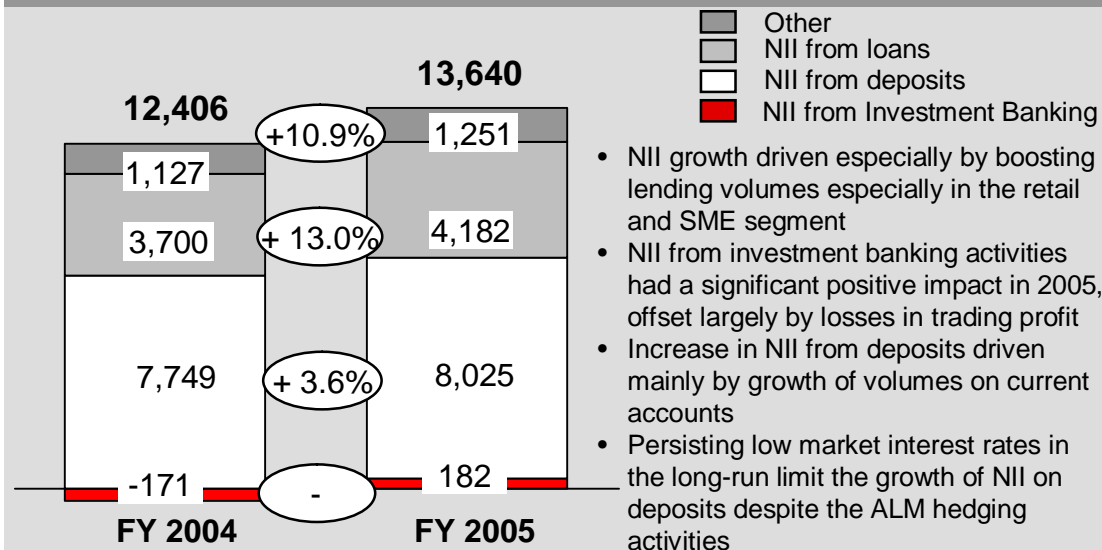 Other
NII from loans
NII from deposits
NII from Investment Banking
12,406
13,640
+10.9%
1,127
1,251
3,700
+ 13.0%
4,182
7,749
+ 3.6%
8,025
-171
-
182
FY 2004
FY 2005
• NII growth driven especially by boosting
lending volumes especially in the retail
and SME segment
• NII from investment banking activities
had a significant positive impact in 2005,
offset largely by losses in trading profit
• Increase in NII from deposits driven
mainly by growth of volumes on current
accounts
• Persisting low market interest rates in
the long-run limit the growth of NII on
deposits despite the ALM hedging
activities